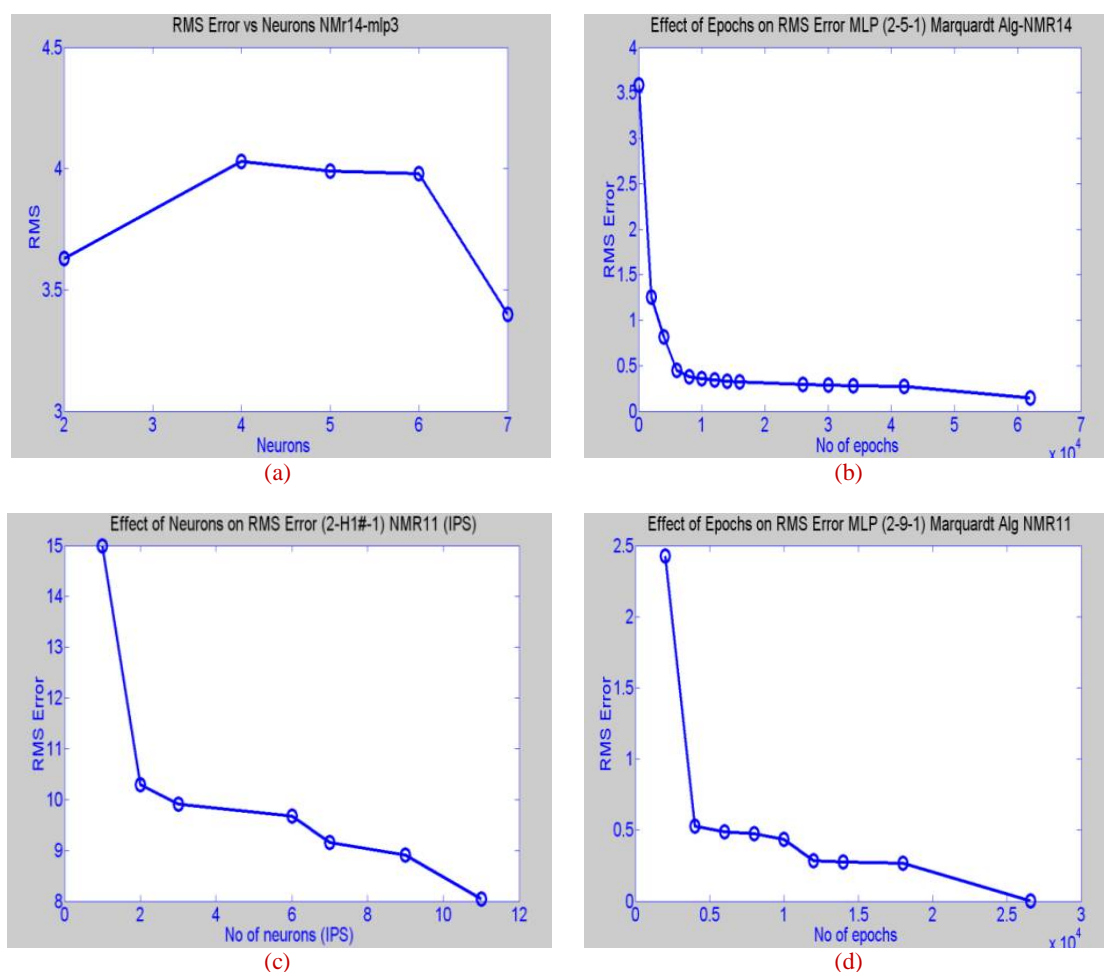 RMS Error vs Neurons NMr14-mlp3
4.5
4
3.5
3
RMS
2 3 4 5 6 7
Neurons
(a)
Effect of Epochs on RMS Error MLP (2-5-1) Marquardt Alg-NMR14
4
3.5
3
2.5
2
1.5
1
0.5
0
RMS Error
0 1 2 3 4 5 6 7
No of epochs
x 10^4
(b)
Effect of Neurons on RMS Error (2-H1#-1) NMR11 (IPS)
15
14
13
12
11
10
9
8
RMS Error
0 2 4 6 8 10 12
No of neurons (IPS)
(c)
Effect of Epochs on RMS Error MLP (2-9-1) Marquardt Alg NMR11
2.5
2
1.5
1
0.5
0
RMS Error
0 0.5 1 1.5 2 2.5 3
No of epochs
x 10^4
(d)